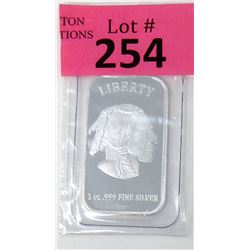 TON
TIONS
Lot #
254
LIBERTY
1 oz .999 FINE SILVER